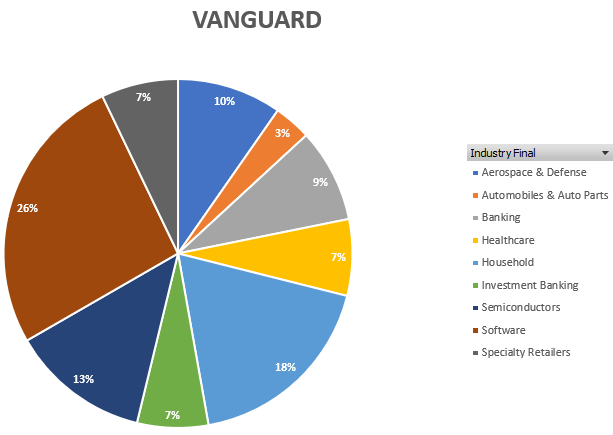 VANGUARD
7%
10%
3%
9%
26%
7%
18%
13%
7%
Industry Final
Aerospace & Defense
Automobiles & Auto Parts
Banking
Healthcare
Household
Investment Banking
Semiconductors
Software
Specialty Retailers